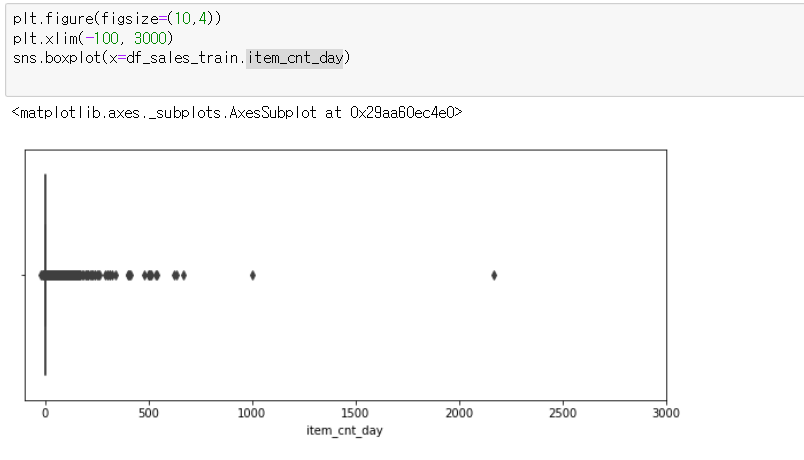 plt.figure(figsize=(10,4))
plt.xlim(-100, 3000)
sns.boxplot(x=df_sales_train.item_cnt_day)
<matplotlib.axes._subplots.AxesSubplot at 0x29aa60ec4e0>
0 500 1000 1500 2000 2500 3000
item_cnt_day